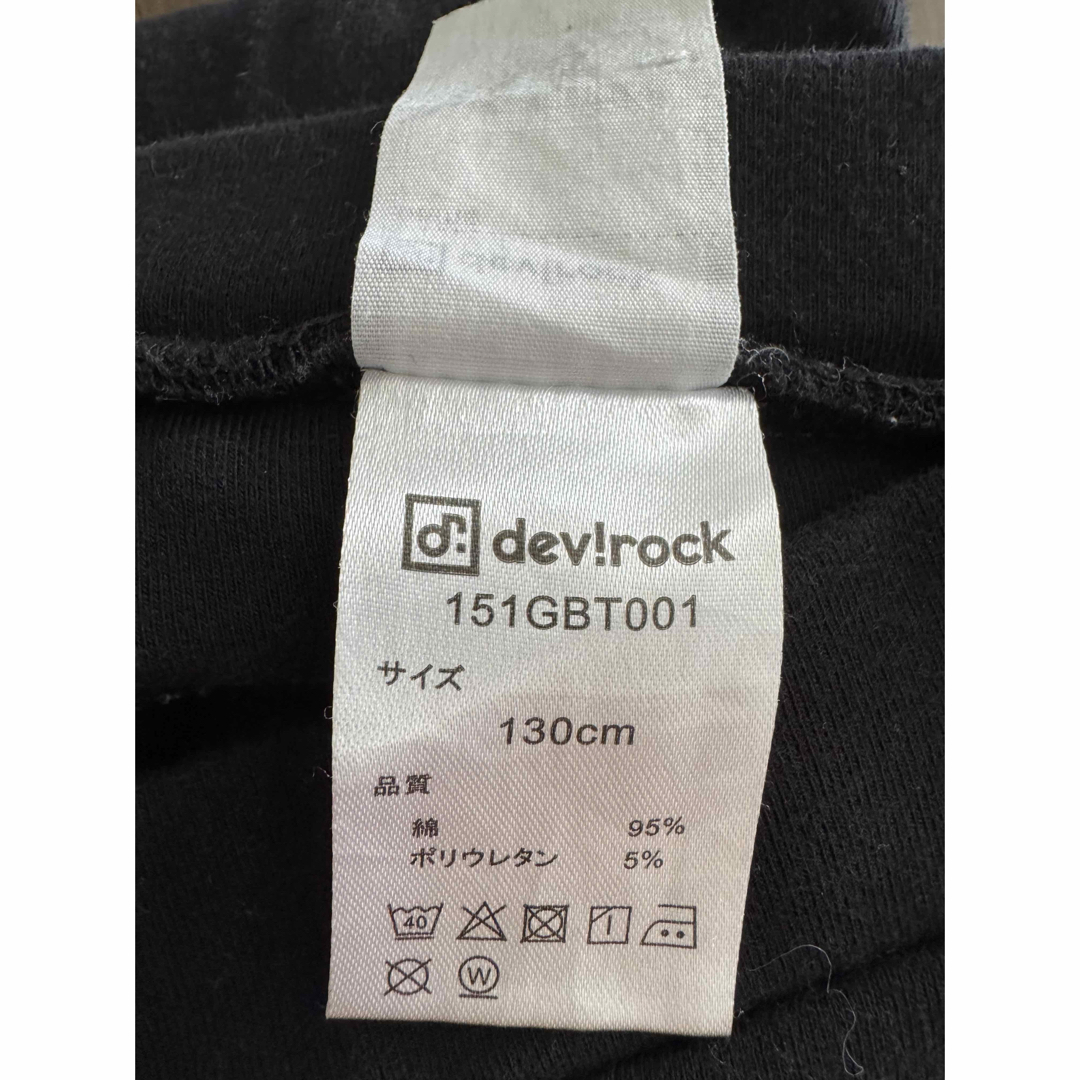 dev!rock
151GBT001
サイズ
130cm
品質
綿 95%
ポリウレタン 5%
40
W